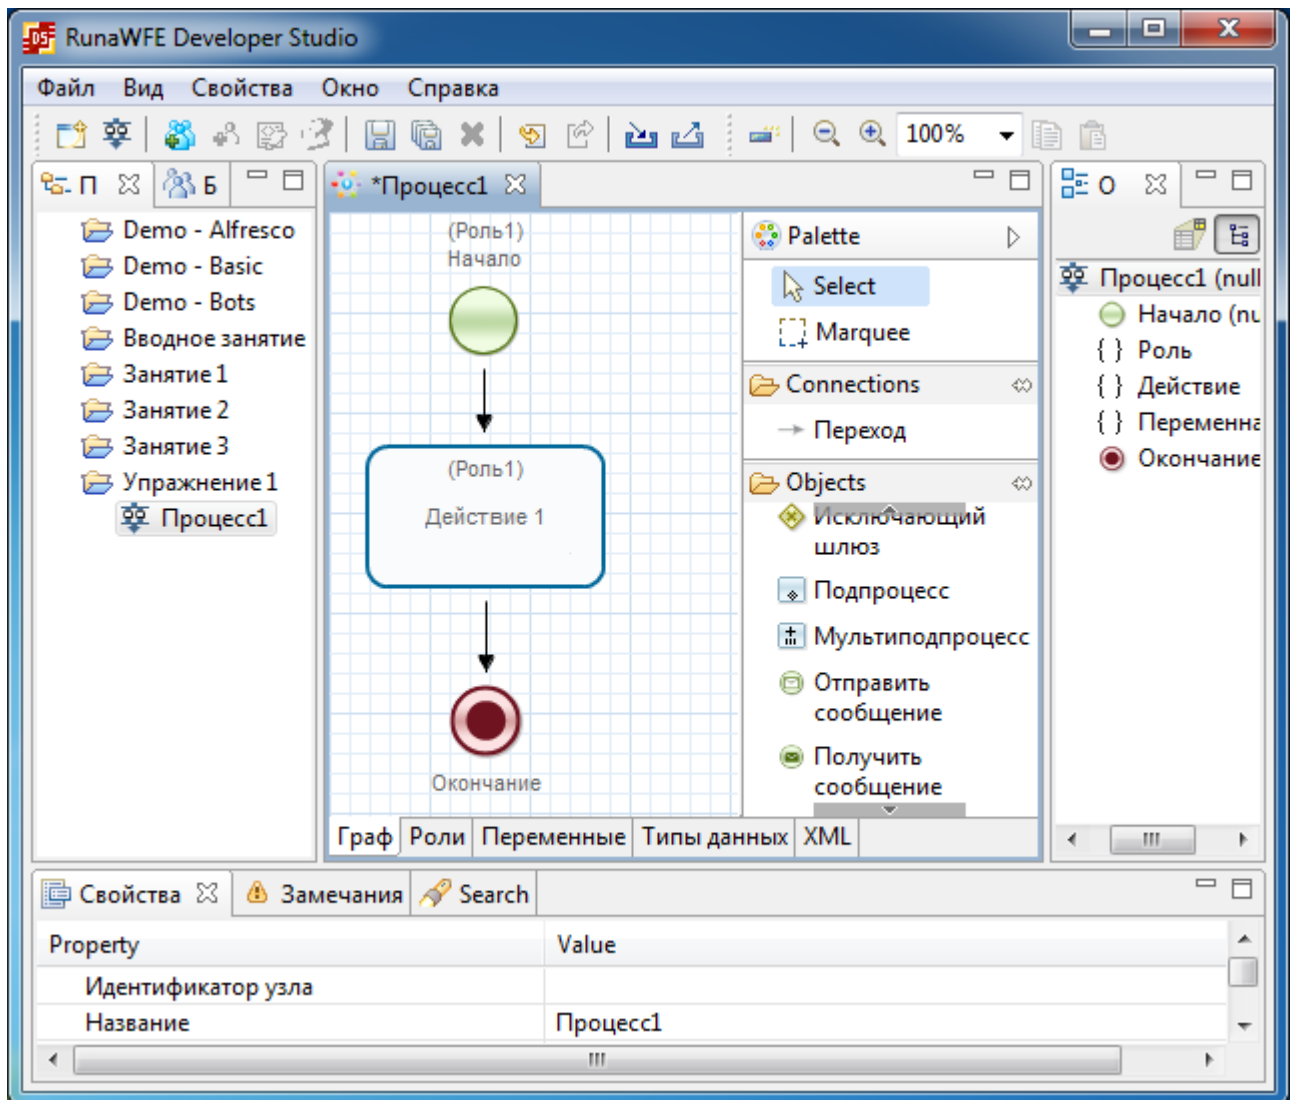 RunaWFE Developer Studio
Файл Вид Свойства Окно Справка
100%
П Б
Demo - Alfresco
Demo - Basic
Demo - Bots
Вводное занятие
Занятие 1
Занятие 2
Занятие 3
Упражнение 1
Процесс1
*Процесс1
(Роль1)
Начало
(Роль1)
Действие 1
Окончание
Palette
Select
Marquee
Connections
Переход
Objects
Исключающий
шлюз
Подпроцесс
Мультиподпроцесс
Отправить
сообщение
Получить
сообщение
Граф Роли Переменные Типы данных XML
О
Процесс1 (null
Начало (nu
{ } Роль
{ } Действие
{ } Переменна
Окончание
Свойства Замечания Search
Property Value
Идентификатор узла
Название Процесс1